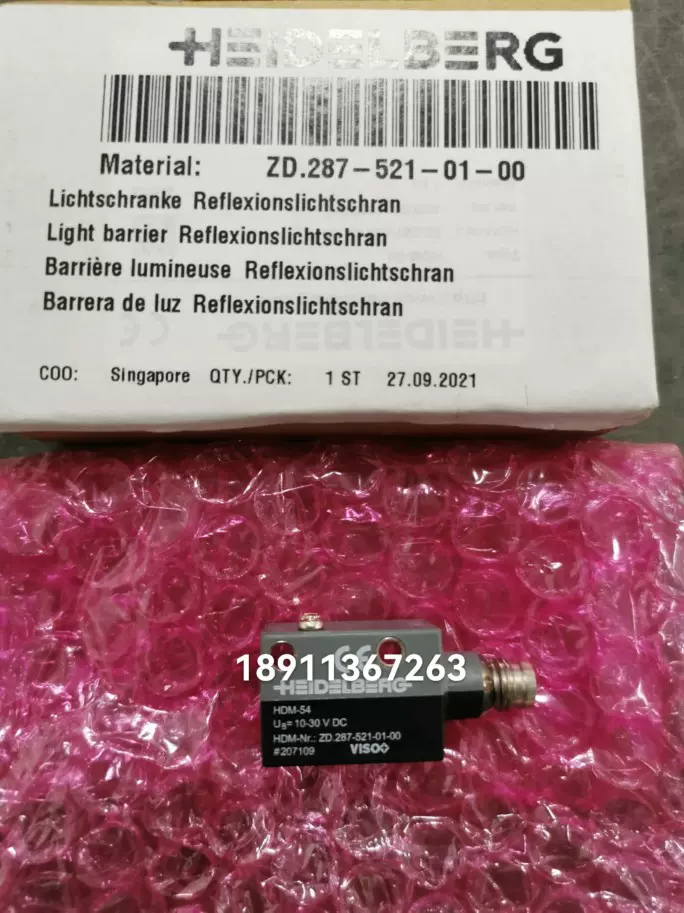 HEIDELBERG
Material: ZD.287-521-01-00
Lichtschranke Reflexionslichtschran
Light barrier Reflexionslichtschran
Barrière lumineuse Reflexionslichtschran
Barrera de luz Reflexionslichtschran
HEIDELBERG
COO: Singapore QTY./PCK: 1 ST 27.09.2021
CE
18911367263
HEIDELBERG
HDM-54
US= 10-30 V DC
HDM-Nr.: ZD.287-521-01-00
#207109 VISO